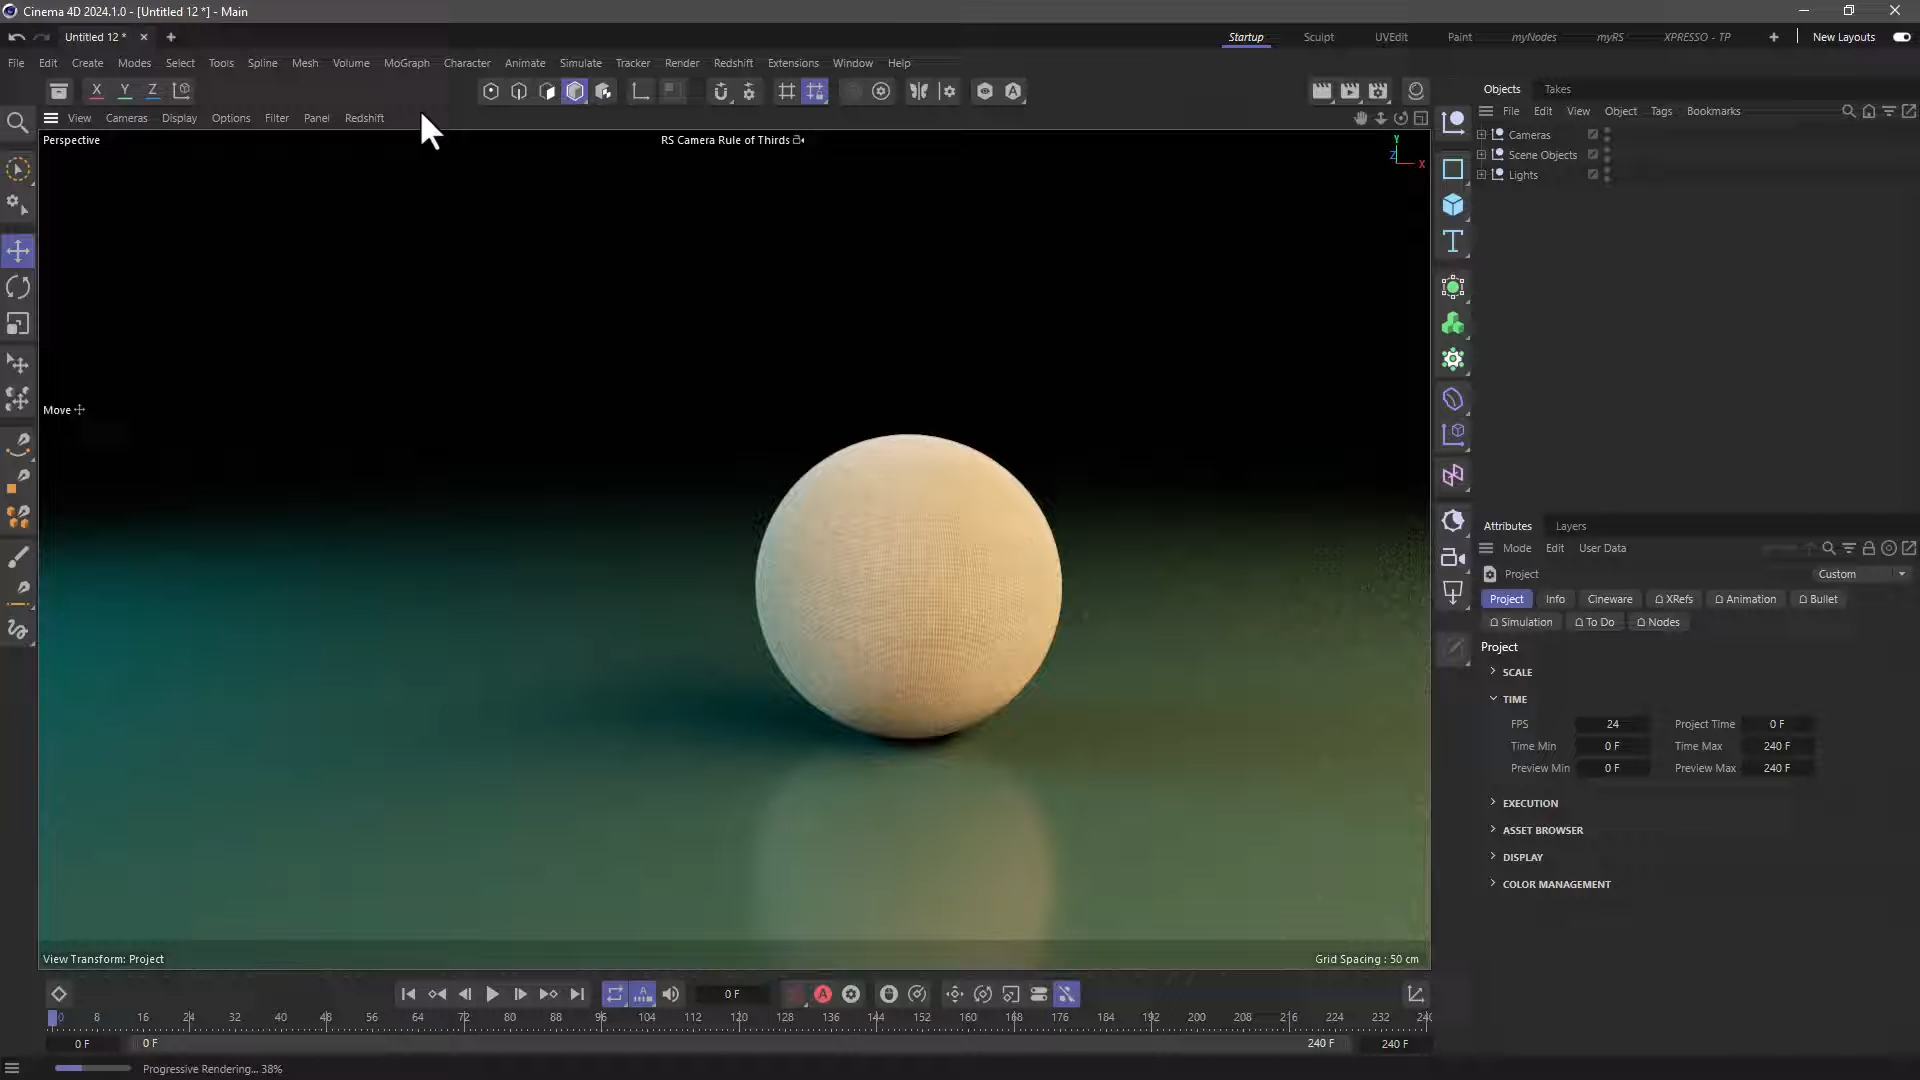 Cinema 4D 2024.1.0 - [Untitled 12 *] - Main
Untitled 12 *
Startup Sculpt UVEdit Paint myNodes myRS XPRESSO - TP New Layouts
File Edit Create Modes Select Tools Spline Mesh Volume MoGraph Character Animate Simulate Tracker Render Redshift Extensions Window Help
X Y Z
Objects Takes
File Edit View Object Tags Bookmarks
View Cameras Display Options Filter Panel Redshift
Perspective
RS Camera Rule of Thirds
Y
Z
X
Cameras
Scene Objects
Lights
Move
Attributes Layers
Mode Edit User Data
Project
Custom
Project Info Cineware XRefs Animation Bullet
Simulation To Do Nodes
Project
SCALE
TIME
FPS 24 Project Time 0 F
Time Min 0 F Time Max 240 F
Preview Min 0 F Preview Max 240 F
EXECUTION
ASSET BROWSER
DISPLAY
COLOR MANAGEMENT
View Transform: Project
Grid Spacing : 50 cm
0 F
0 8 16 24 32 40 48 56 64 72 80 88 96 104 112 120 128 136 144 152 160 168 176 184 192 200 208 216 224 232 240
0 F 0 F 240 F 240 F
Progressive Rendering... 38%